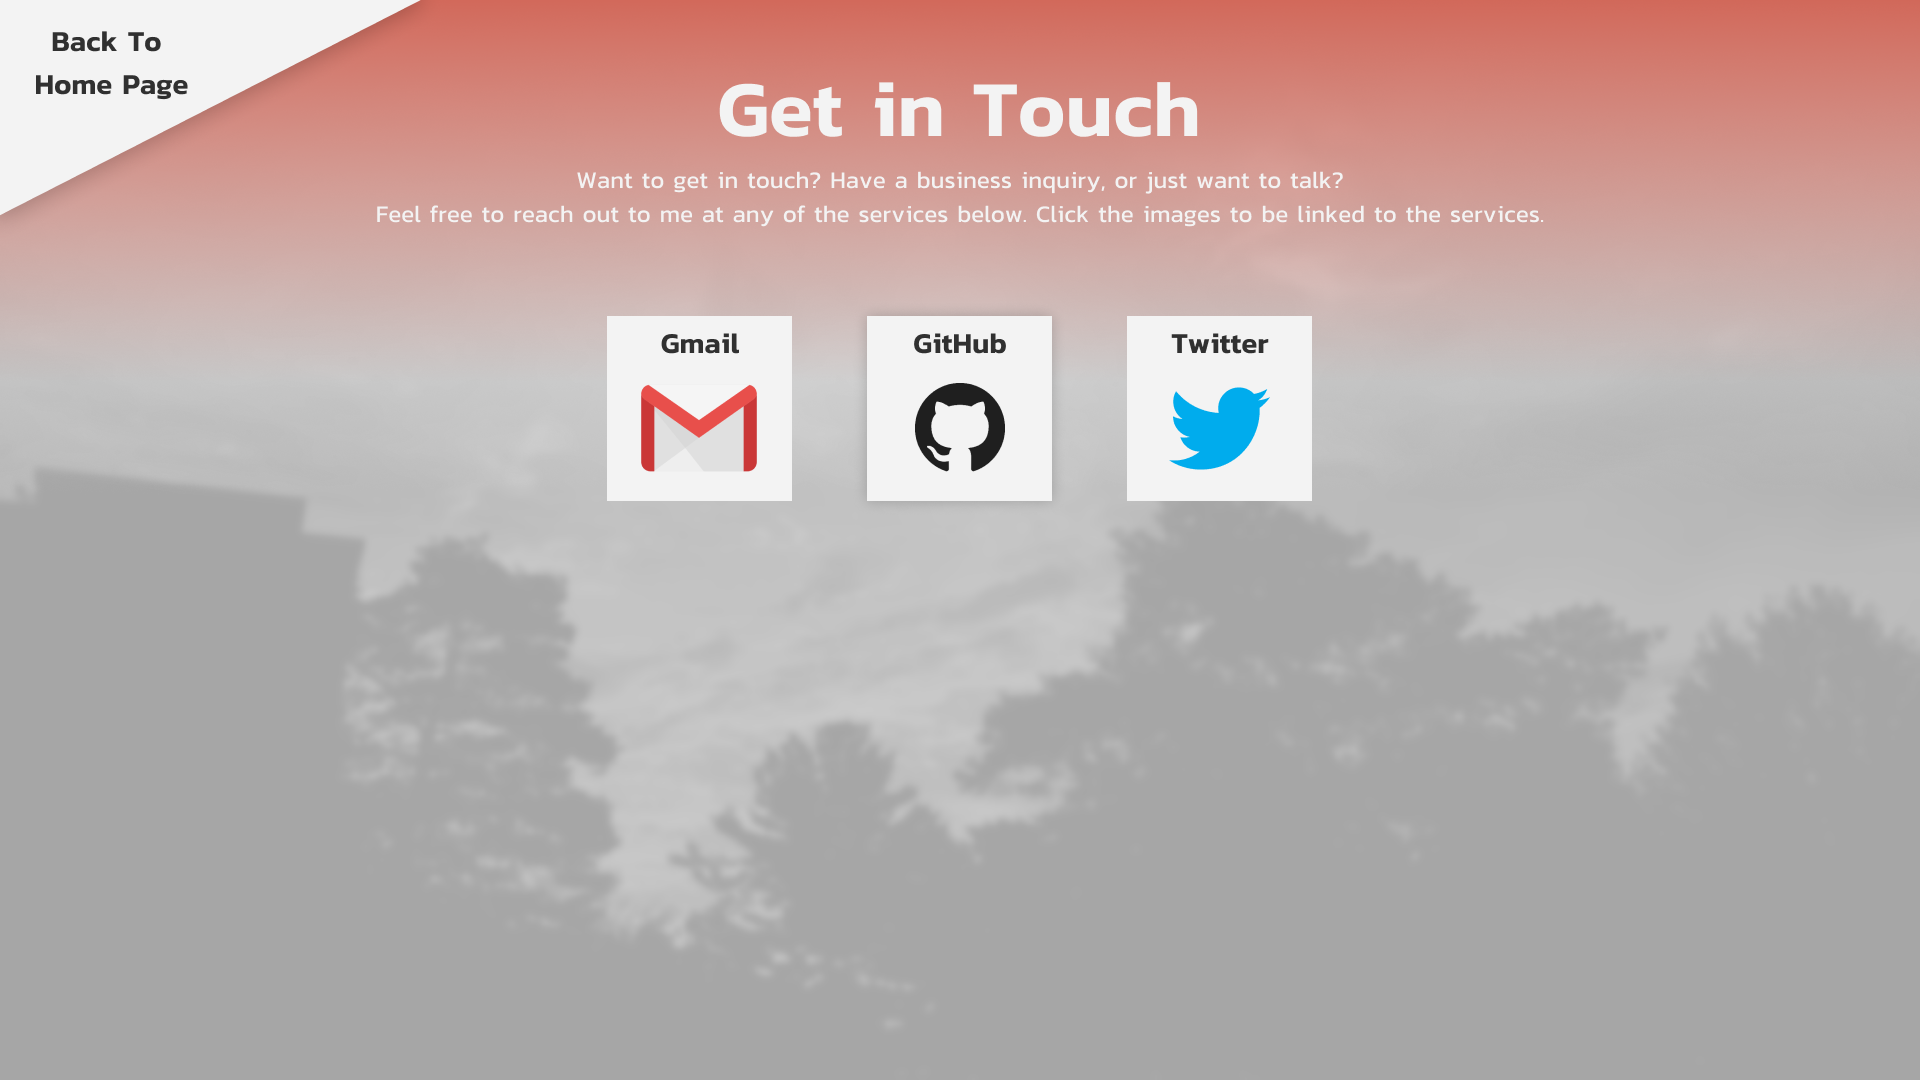 Back To
Home Page
Get in Touch
Want to get in touch? Have a business inquiry, or just want to talk?
Feel free to reach out to me at any of the services below. Click the images to be linked to the services.
Gmail
GitHub
Twitter